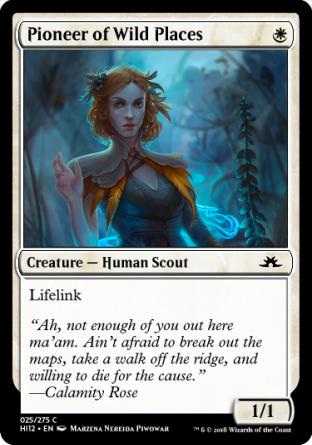 Pioneer of Wild Places
Creature — Human Scout
Lifelink
“Ah, not enough of you out here
ma'am. Ain't afraid to break out the
maps, take a walk off the ridge, and
willing to die for the cause.”
—Calamity Rose
1/1
025/275 C
HI12 • EN Marzena Nereida Piwowar
™ & © 2018 Wizards of the Coast